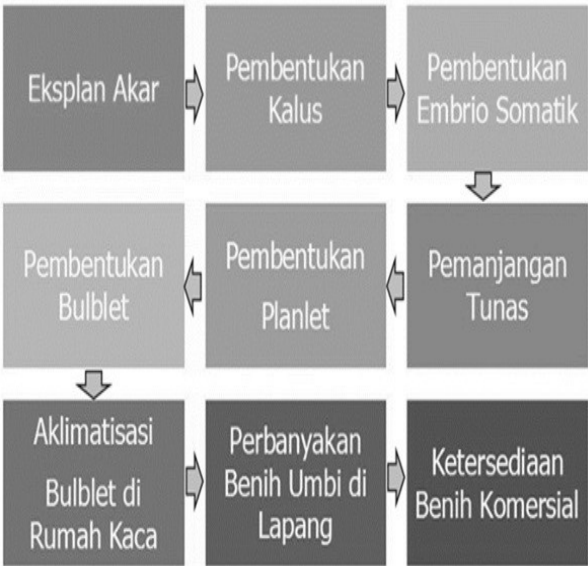 Eksplan Akar
Pembentukan
Kalus
Pembentukan
Embrio Somatik
Pemanjangan
Tunas
Pembentukan
Planlet
Pembentukan
Bulblet
Aklimatisasi
Bulblet di
Rumah Kaca
Perbanyakan
Benih Umbi di
Lapang
Ketersediaan
Benih Komersial